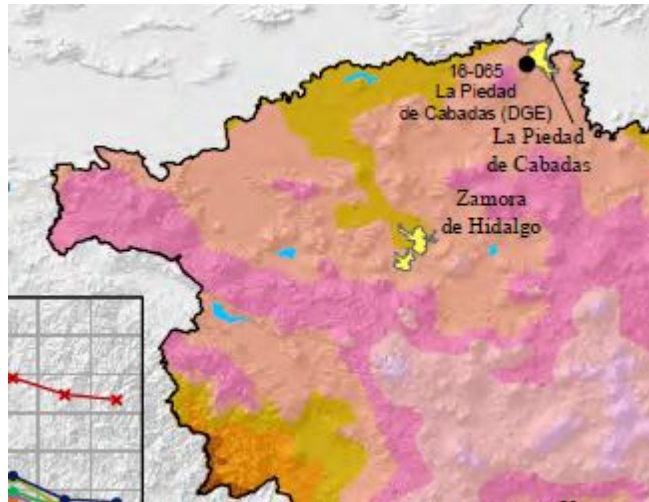 16-065
La Piedad
de Cabadas (DGE)
La Piedad
de Cabadas
Zamora
de Hidalgo